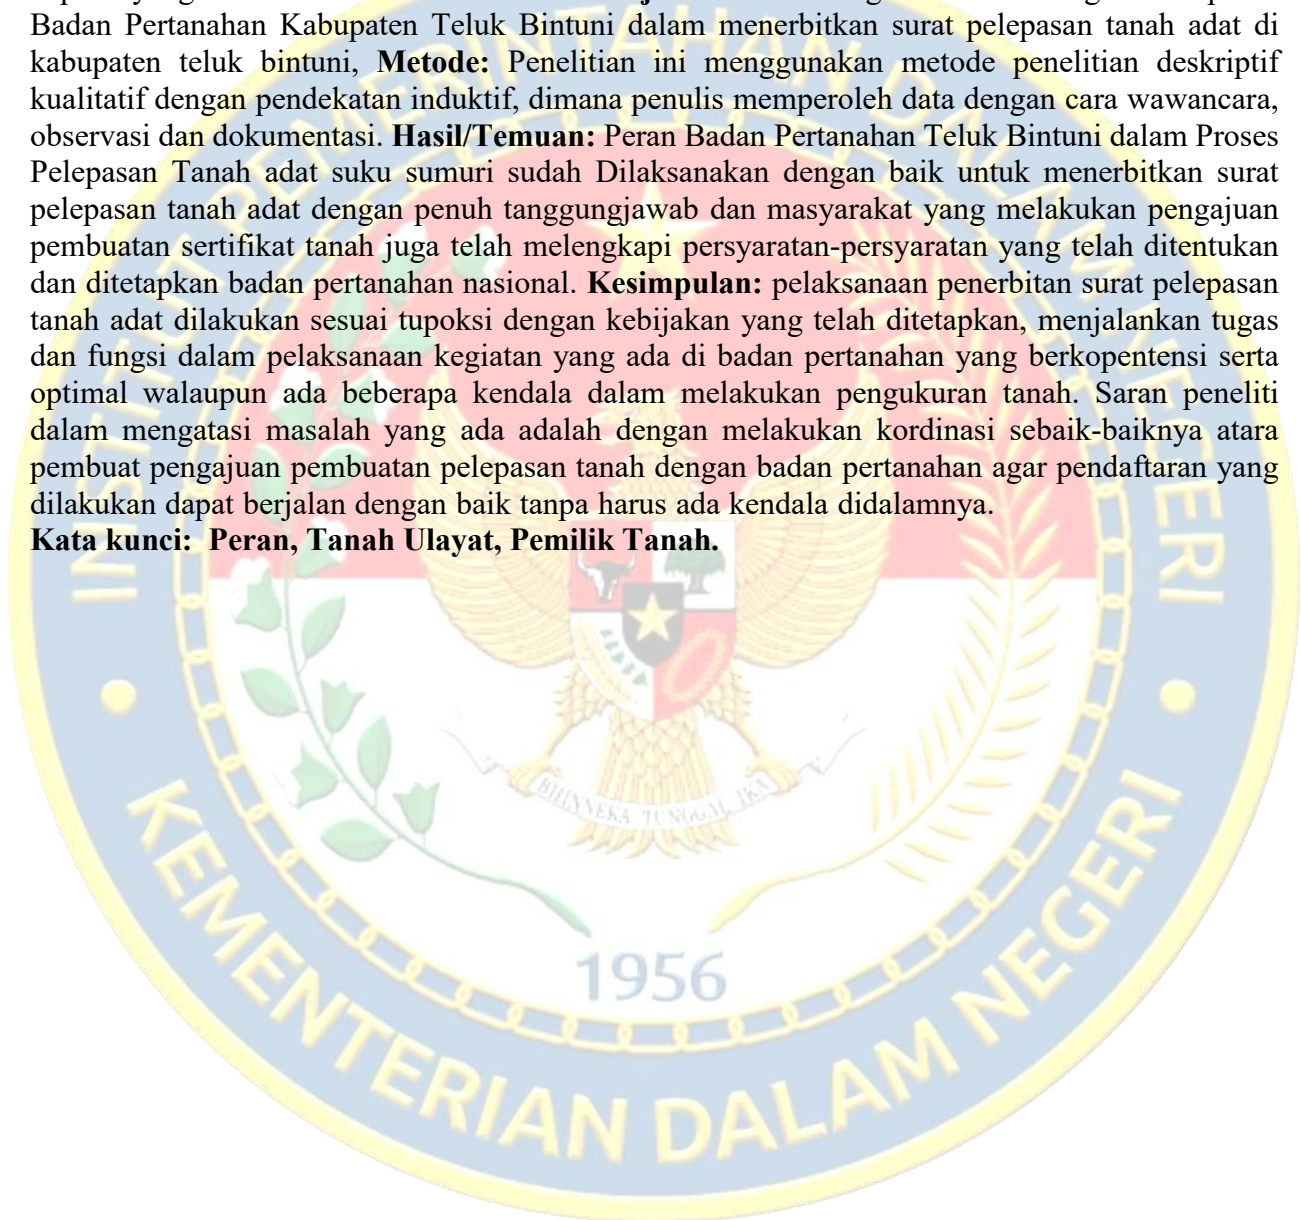 Badan Pertanahan Kabupaten Teluk Bintuni dalam menerbitkan surat pelepasan tanah adat di
kabupaten teluk bintuni, Metode: Penelitian ini menggunakan metode penelitian deskriptif
kualitatif dengan pendekatan induktif, dimana penulis memperoleh data dengan cara wawancara,
observasi dan dokumentasi. Hasil/Temuan: Peran Badan Pertanahan Teluk Bintuni dalam Proses
Pelepasan Tanah adat suku sumuri sudah Dilaksanakan dengan baik untuk menerbitkan surat
pelepasan tanah adat dengan penuh tanggungjawab dan masyarakat yang melakukan pengajuan
pembuatan sertifikat tanah juga telah melengkapi persyaratan-persyaratan yang telah ditentukan
dan ditetapkan badan pertanahan nasional. Kesimpulan: pelaksanaan penerbitan surat pelepasan
tanah adat dilakukan sesuai tupoksi dengan kebijakan yang telah ditetapkan, menjalankan tugas
dan fungsi dalam pelaksanaan kegiatan yang ada di badan pertanahan yang berkopentensi serta
optimal walaupun ada beberapa kendala dalam melakukan pengukuran tanah. Saran peneliti
dalam mengatasi masalah yang ada adalah dengan melakukan kordinasi sebaik-baiknya atara
pembuat pengajuan pembuatan pelepasan tanah dengan badan pertanahan agar pendaftaran yang
dilakukan dapat berjalan dengan baik tanpa harus ada kendala didalamnya.
Kata kunci: Peran, Tanah Ulayat, Pemilik Tanah.
INSTITUT PEMERINTAHAN DALAM NEGERI
BHINNEKA TUNGGAL IKA
1956
KEMENTERIAN DALAM NEGERI